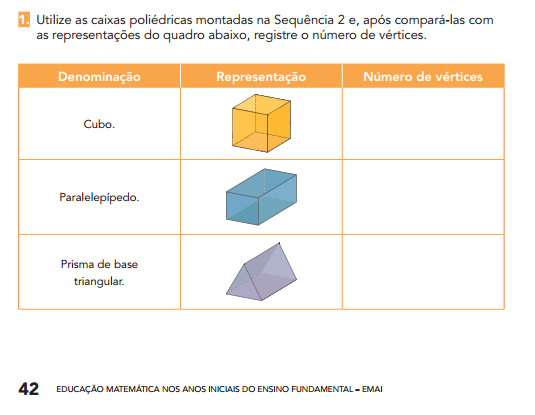 1. Utilize as caixas poliédricas montadas na Sequência 2 e, após compará-las com
as representações do quadro abaixo, registre o número de vértices.
Denominação Representação Número de vértices
Cubo.
Paralelepípedo.
Prisma de base
triangular.
42 EDUCAÇÃO MATEMÁTICA NOS ANOS INICIAIS DO ENSINO FUNDAMENTAL – EMAI